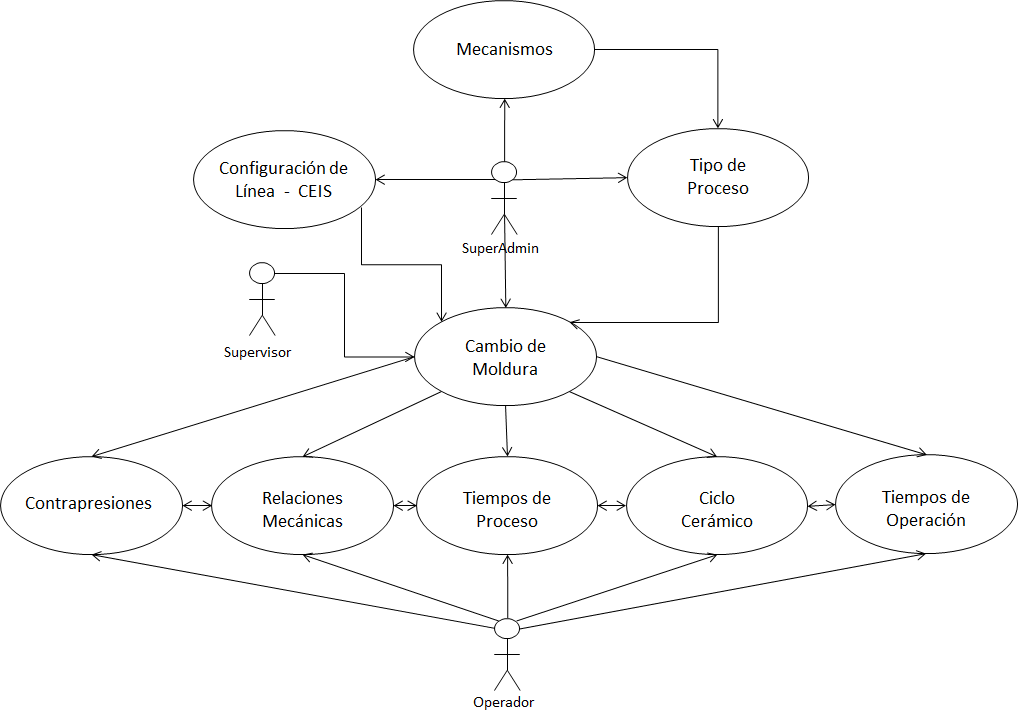 Mecanismos
Configuración de
Línea - CEIS
Tipo de
Proceso
SuperAdmin
Supervisor
Cambio de
Moldura
Contrapresiones
Relaciones
Mecánicas
Tiempos de
Proceso
Ciclo
Cerámico
Tiempos de
Operación
Operador